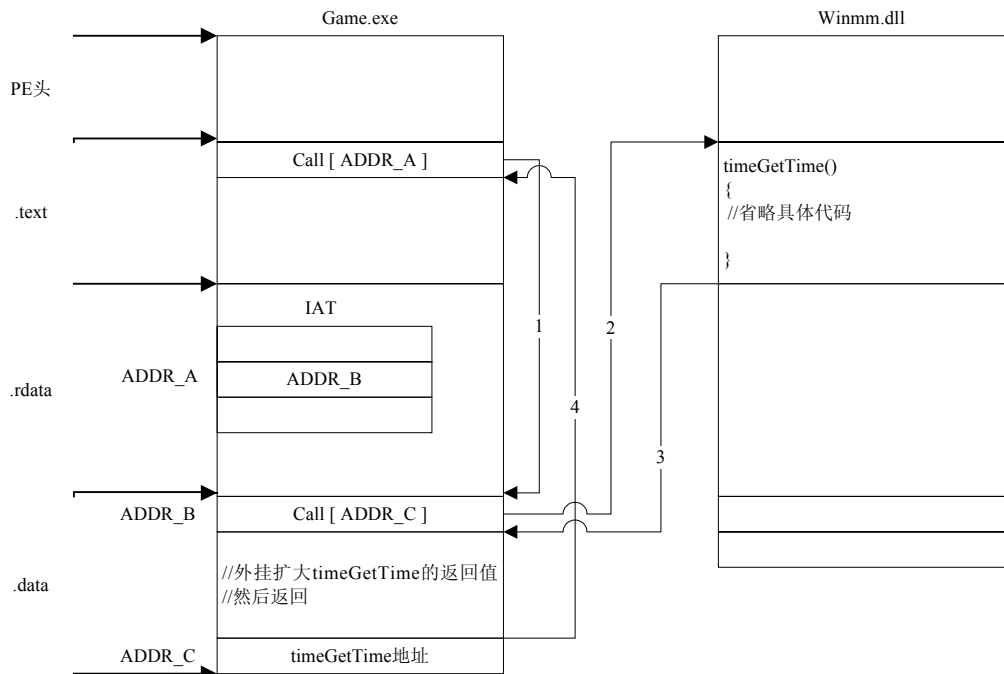 Game.exe
Winmm.dll
PE头
Call [ ADDR_A ]
timeGetTime()
{
//省略具体代码
}
.text
IAT
1
2
ADDR_A
ADDR_B
.rdata
4
3
ADDR_B
Call [ ADDR_C ]
//外挂扩大timeGetTime的返回值
//然后返回
.data
ADDR_C
timeGetTime地址